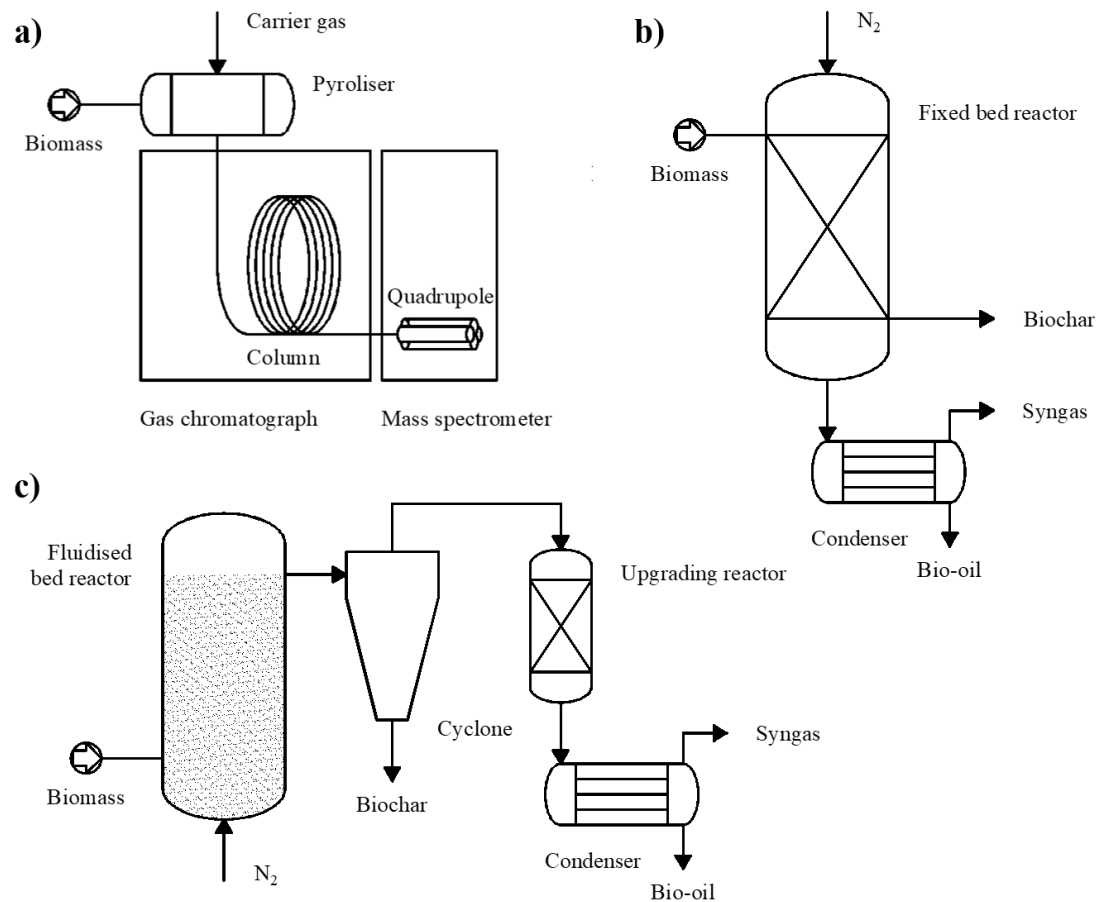 a)
Carrier gas
Pyroliser
Biomass
Quadrupole
Column
Gas chromatograph
Mass spectrometer
b)
N2
Fixed bed reactor
Biomass
Biochar
Syngas
Condenser
Bio-oil
c)
Fluidised
bed reactor
Upgrading reactor
Cyclone
Syngas
Biomass
Biochar
Condenser
N2
Bio-oil